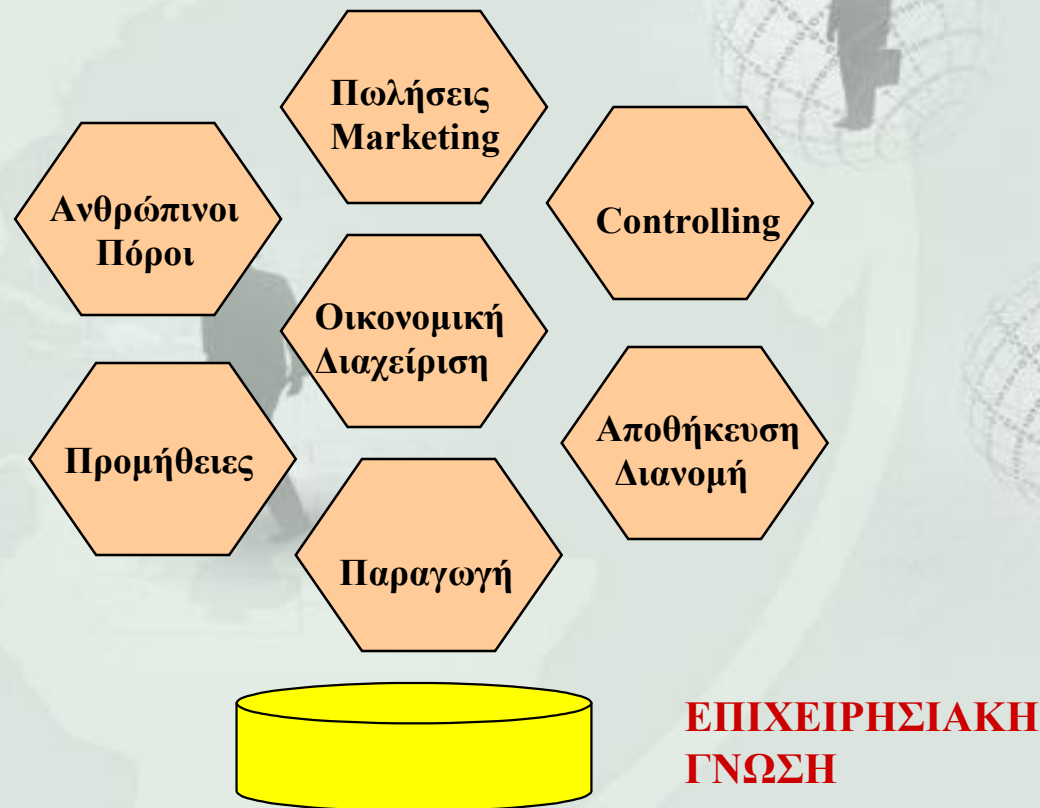 Πωλήσεις
Marketing
Ανθρώπινοι
Πόροι
Controlling
Οικονομική
Διαχείριση
Προμήθειες
Αποθήκευση
Διανομή
Παραγωγή
ΕΠΙΧΕΙΡΗΣΙΑΚΗ
ΓΝΩΣΗ